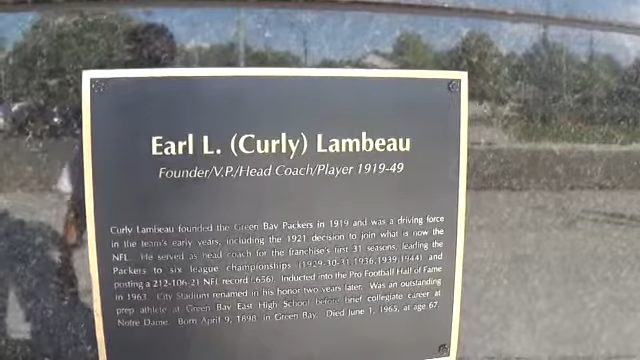 Earl L. (Curly) Lambeau
Founder/V.P./Head Coach/Player 1919-49
Curly Lambeau founded the Green Bay Packers in 1919 and was a driving force
in the team's early years, including the 1921 decision to join what is now the
NFL. He served as head coach for the franchise's first 31 seasons, leading the
Packers to six league championships (1929-30-31,1936,1939,1944) and
posting a 212-106-21 NFL record (.656). Inducted into the Pro Football Hall of Fame
in 1963. City Stadium renamed in his honor two years later. Was an outstanding
prep athlete at Green Bay East High School before brief collegiate career at
Notre Dame. Born April 9, 1898, in Green Bay. Died June 1, 1965, at age 67.